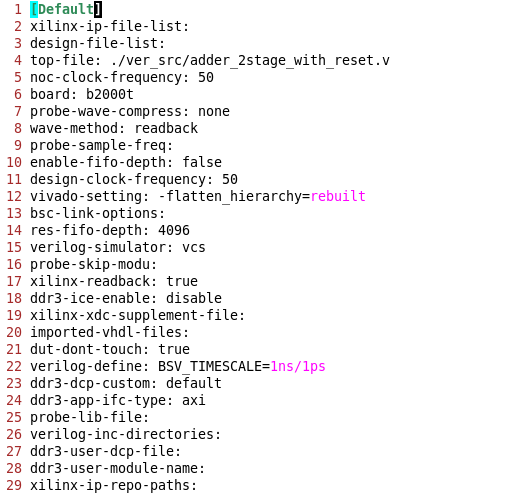 1 [Default]
2 xilinx-ip-file-list:
3 design-file-list:
4 top-file: ./ver_src/adder_2stage_with_reset.v
5 noc-clock-frequency: 50
6 board: b2000t
7 probe-wave-compress: none
8 wave-method: readback
9 probe-sample-freq:
10 enable-fifo-depth: false
11 design-clock-frequency: 50
12 vivado-setting: -flatten_hierarchy=rebuilt
13 bsc-link-options:
14 res-fifo-depth: 4096
15 verilog-simulator: vcs
16 probe-skip-modu:
17 xilinx-readback: true
18 ddr3-ice-enable: disable
19 xilinx-xdc-supplement-file:
20 imported-vhdl-files:
21 dut-dont-touch: true
22 verilog-define: BSV_TIMESCALE=1ns/1ps
23 ddr3-dcp-custom: default
24 ddr3-app-ifc-type: axi
25 probe-lib-file:
26 verilog-inc-directories:
27 ddr3-user-dcp-file:
28 ddr3-user-module-name:
29 xilinx-ip-repo-paths: